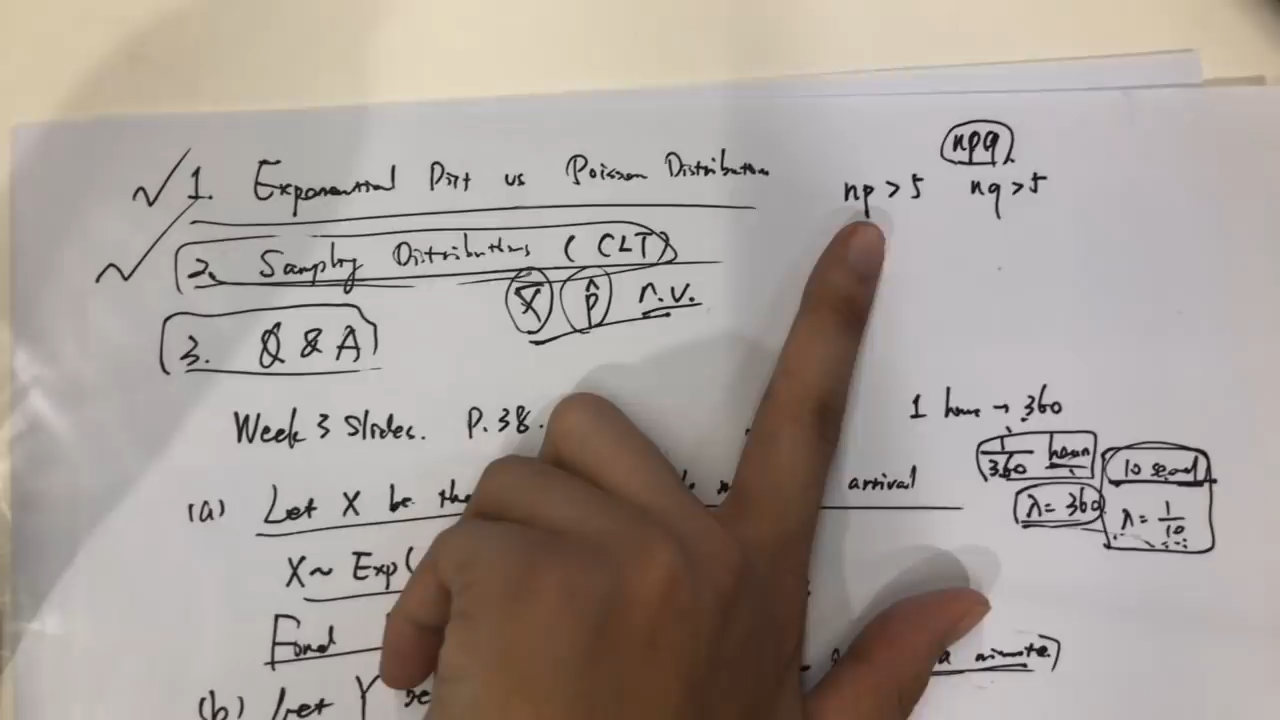 1. Exponential Dist vs Poisson Distribution
npq
np > 5 nq > 5
2. Sampling Distributions (CLT)
X̄ p̂ r.v.
3. Q & A
Week 3 Slides. P.38.
1 hour → 360
1/360 hour
10 second
λ = 360
λ = 1/10
(a) Let X be the arrival
X ~ Exp(
Find
a minute)
(b) Let Y